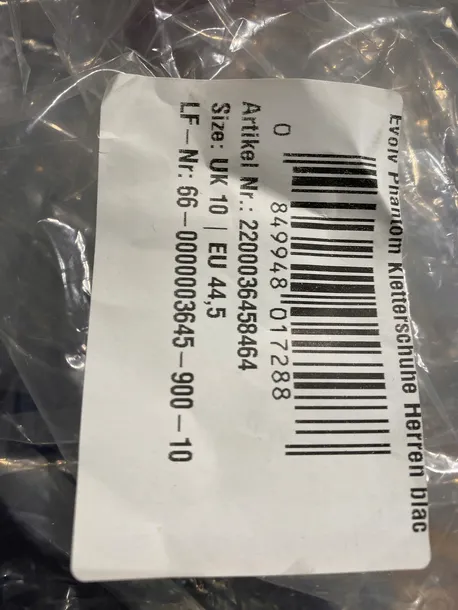 Evolv Phantom Kletterschuhe Herren blac
0 849948 017288
Artikel Nr.: 2200036458464
Size: UK 10 | EU 44,5
LF-Nr: 66-0000003645-900-10